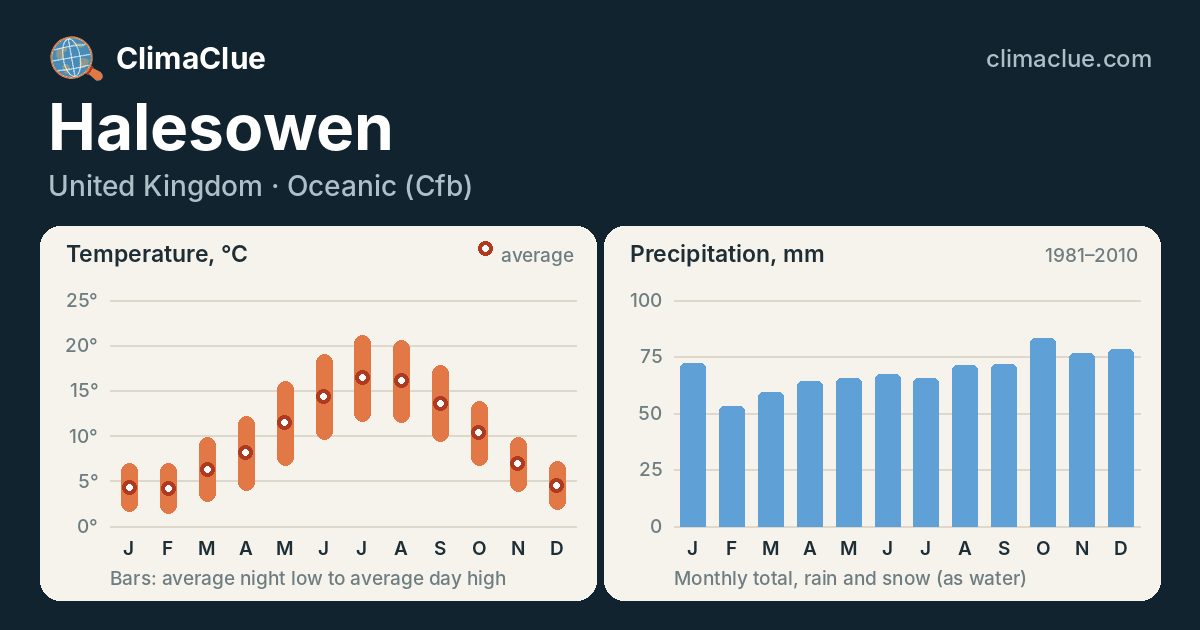 ClimaClue
climaclue.com
Halesowen
United Kingdom · Oceanic (Cfb)
Temperature, °C
average
25°
20°
15°
10°
5°
0°
J F M A M J J A S O N D
Bars: average night low to average day high
Precipitation, mm
1981–2010
100
75
50
25
0
J F M A M J J A S O N D
Monthly total, rain and snow (as water)